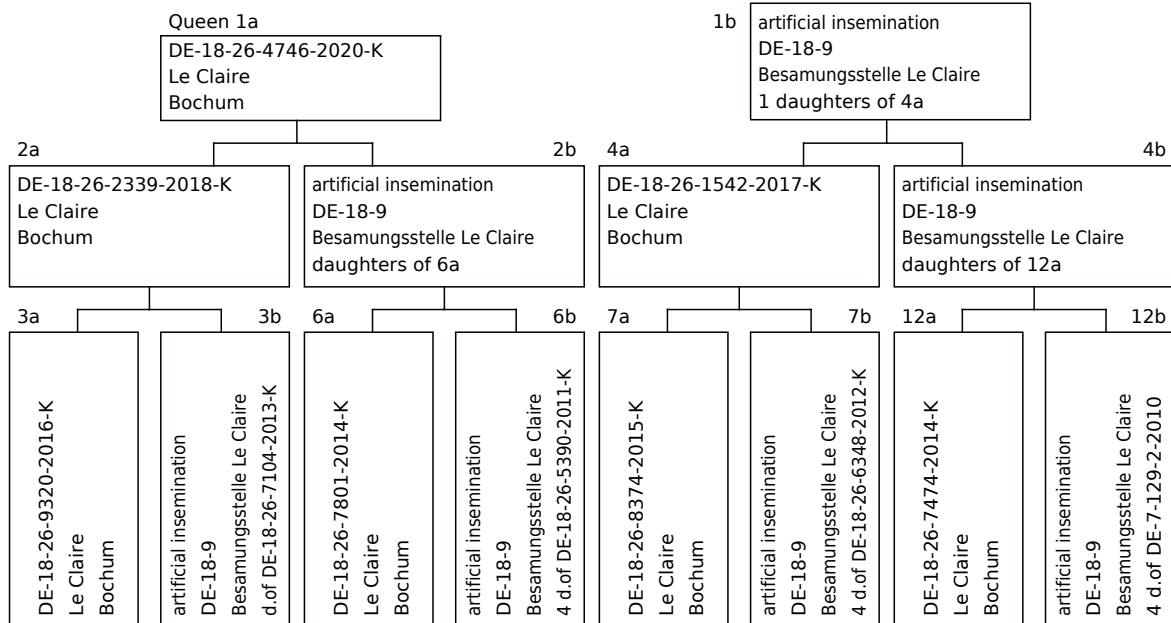 Queen 1a
DE-18-26-4746-2020-K
Le Claire
Bochum
1b
artificial insemination
DE-18-9
Besamungsstelle Le Claire
1 daughters of 4a
2a
DE-18-26-2339-2018-K
Le Claire
Bochum
2b
artificial insemination
DE-18-9
Besamungsstelle Le Claire
daughters of 6a
4a
DE-18-26-1542-2017-K
Le Claire
Bochum
4b
artificial insemination
DE-18-9
Besamungsstelle Le Claire
daughters of 12a
3a
DE-18-26-9320-2016-K
Le Claire
Bochum
3b
artificial insemination
DE-18-9
Besamungsstelle Le Claire
d.of DE-18-26-7104-2013-K
6a
DE-18-26-7801-2014-K
Le Claire
Bochum
6b
artificial insemination
DE-18-9
Besamungsstelle Le Claire
4 d.of DE-18-26-5390-2011-K
7a
DE-18-26-8374-2015-K
Le Claire
Bochum
7b
artificial insemination
DE-18-9
Besamungsstelle Le Claire
4 d.of DE-18-26-6348-2012-K
12a
DE-18-26-7474-2014-K
Le Claire
Bochum
12b
artificial insemination
DE-18-9
Besamungsstelle Le Claire
4 d.of DE-7-129-2-2010